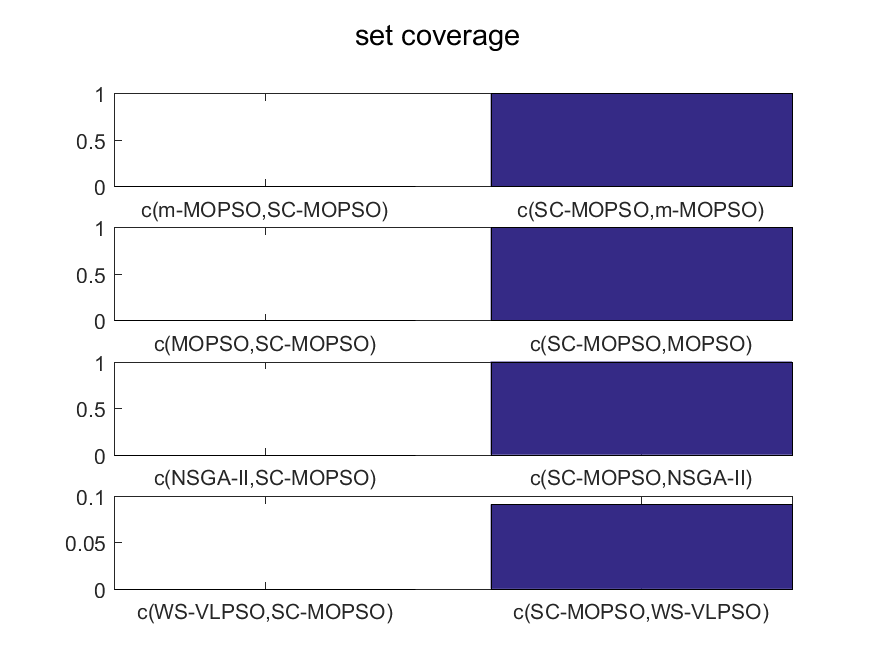 set coverage
1
0.5
0
c(m-MOPSO,SC-MOPSO) c(SC-MOPSO,m-MOPSO)
1
0.5
0
c(MOPSO,SC-MOPSO) c(SC-MOPSO,MOPSO)
1
0.5
0
c(NSGA-II,SC-MOPSO) c(SC-MOPSO,NSGA-II)
0.1
0.05
0
c(WS-VLPSO,SC-MOPSO) c(SC-MOPSO,WS-VLPSO)